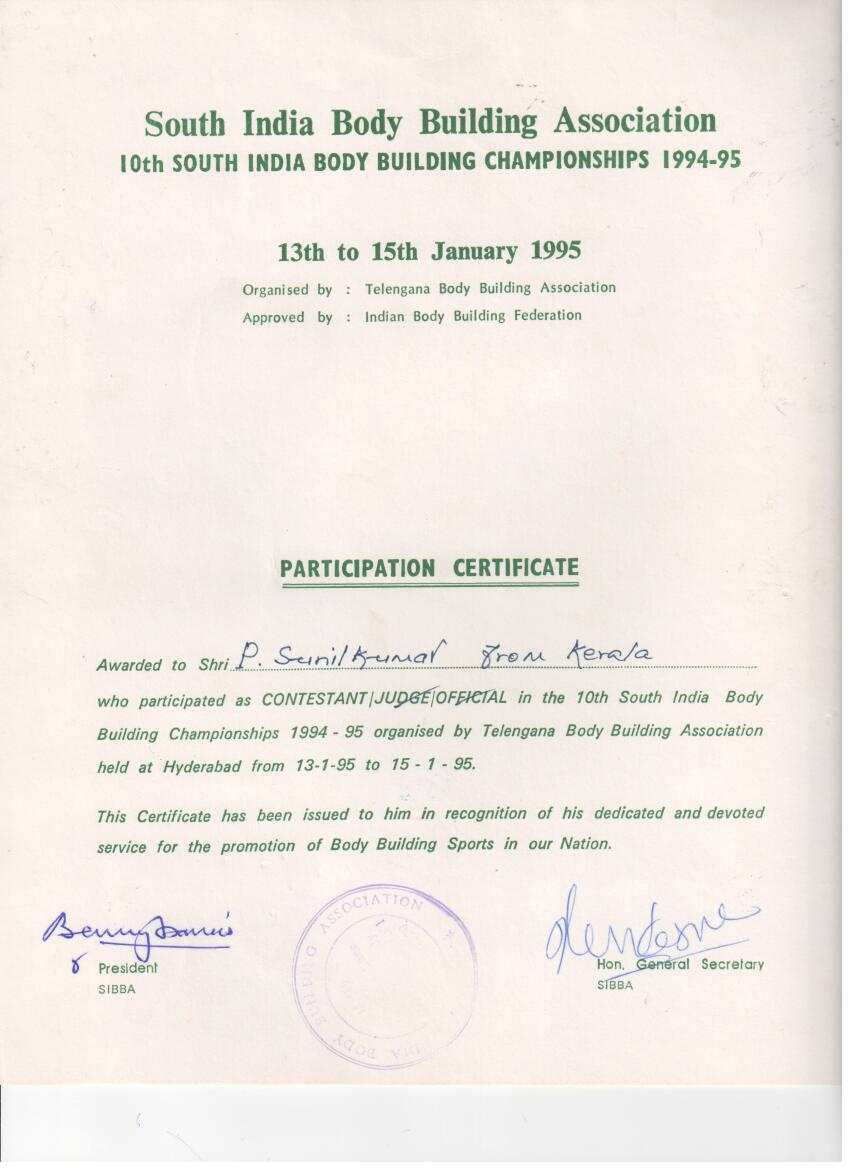 South India Body Building Association
10th SOUTH INDIA BODY BUILDING CHAMPIONSHIPS 1994-95
13th to 15th January 1995
Organised by : Telengana Body Building Association
Approved by : Indian Body Building Federation
PARTICIPATION CERTIFICATE
Awarded to Shri P. Sunil Kumar from Kerala
who participated as CONTESTANT/JUDGE/OFFICIAL in the 10th South India Body
Building Championships 1994 - 95 organised by Telengana Body Building Association
held at Hyderabad from 13-1-95 to 15 - 1 - 95.
This Certificate has been issued to him in recognition of his dedicated and devoted
service for the promotion of Body Building Sports in our Nation.
BODY BUILDING ASSOCIATION
President
SIBBA
Hon. General Secretary
SIBBA